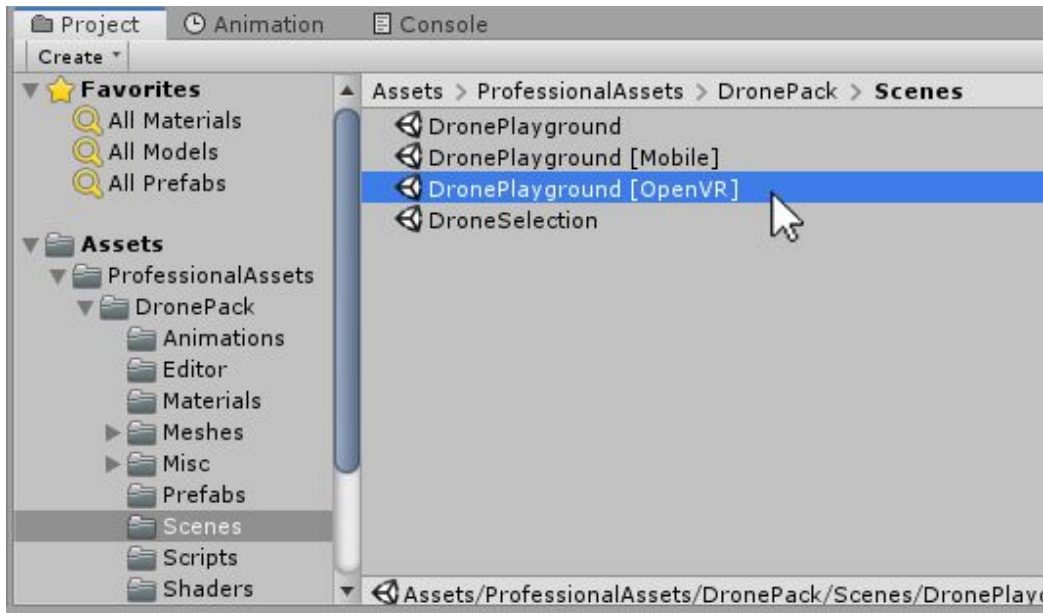 Project Animation Console
Create
Favorites
All Materials
All Models
All Prefabs
Assets
ProfessionalAssets
DronePack
Animations
Editor
Materials
Meshes
Misc
Prefabs
Scenes
Scripts
Shaders
Assets > ProfessionalAssets > DronePack > Scenes
DronePlayground
DronePlayground [Mobile]
DronePlayground [OpenVR]
DroneSelection
Assets/ProfessionalAssets/DronePack/Scenes/DronePlay